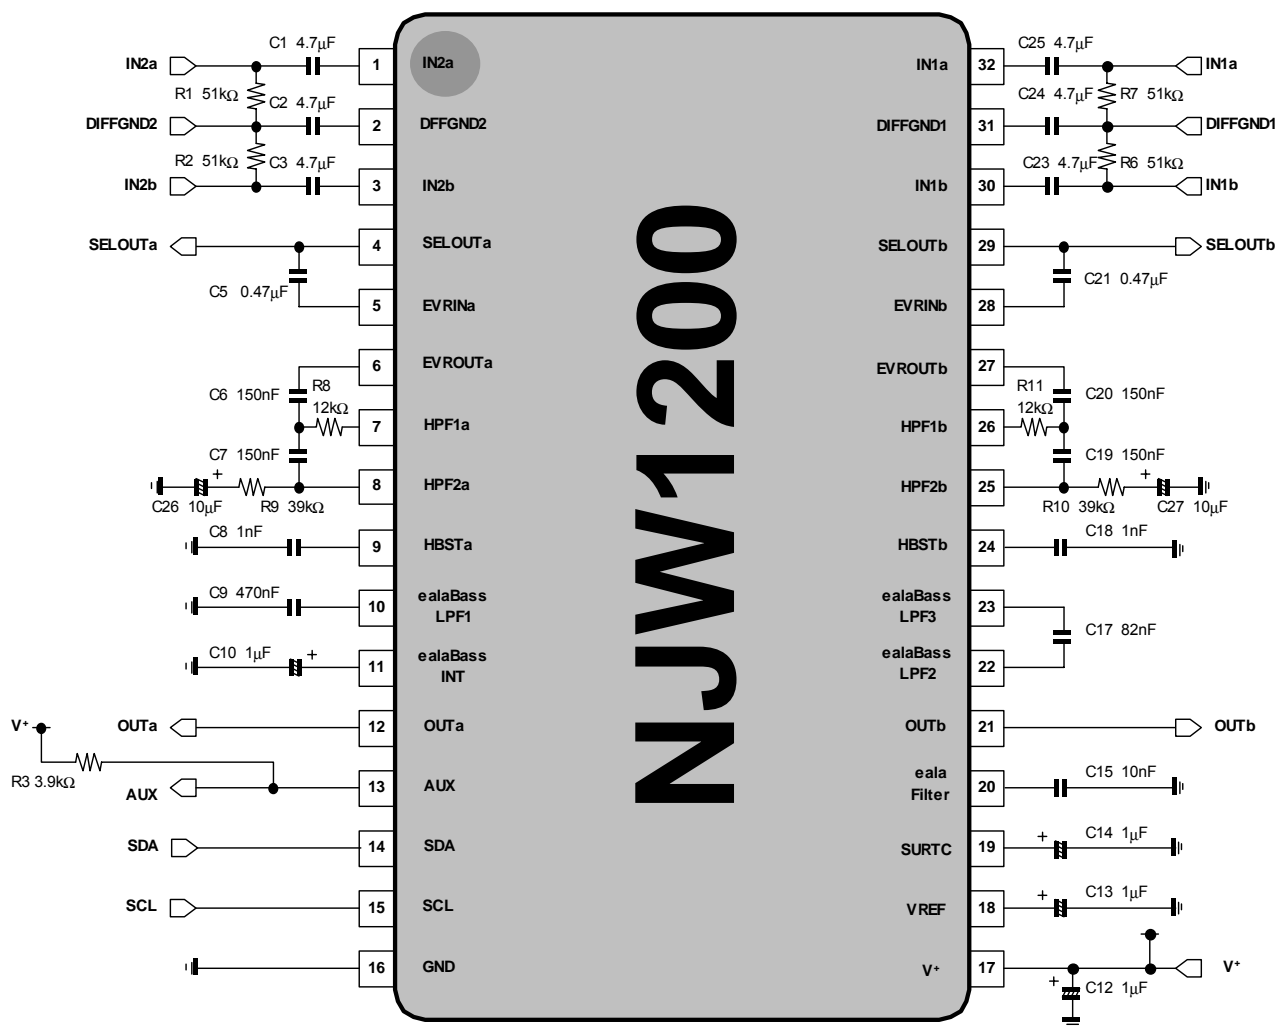 C1 4.7μF
IN2a
1
IN2a
R1 51kΩ
C2 4.7μF
DIFFGND2
2
DFFGND2
R2 51kΩ
C3 4.7μF
IN2b
3
IN2b
SELOUTa
4
SELOUTa
C5 0.47μF
5
EVRINa
6
EVROUTa
C6 150nF
R8
12kΩ
7
HPF1a
C7 150nF
+
8
HPF2a
C26 10μF
R9 39kΩ
C8 1nF
9
HBSTa
C9 470nF
10
ealaBass
LPF1
C10 1μF
+
11
ealaBass
INT
V+
OUTa
12
OUTa
R3 3.9kΩ
AUX
13
AUX
SDA
14
SDA
SCL
15
SCL
16
GND
NJW1200
C25 4.7μF
IN1a
32
IN1a
C24 4.7μF
R7 51kΩ
DIFFGND1
31
DIFFGND1
C23 4.7μF
R6 51kΩ
IN1b
30
IN1b
SELOUTb
29
SELOUTb
C21 0.47μF
EVRINb
28
EVROUTb
27
R11
12kΩ
C20 150nF
HPF1b
26
C19 150nF
+
HPF2b
25
R10 39kΩ
C27 10μF
HBSTb
24
C18 1nF
ealaBass
LPF3
23
C17 82nF
ealaBass
LPF2
22
OUTb
21
OUTb
eala
Filter
20
C15 10nF
SURTC
19
+
C14 1μF
VREF
18
+
C13 1μF
V+
17
V+
+
C12 1μF